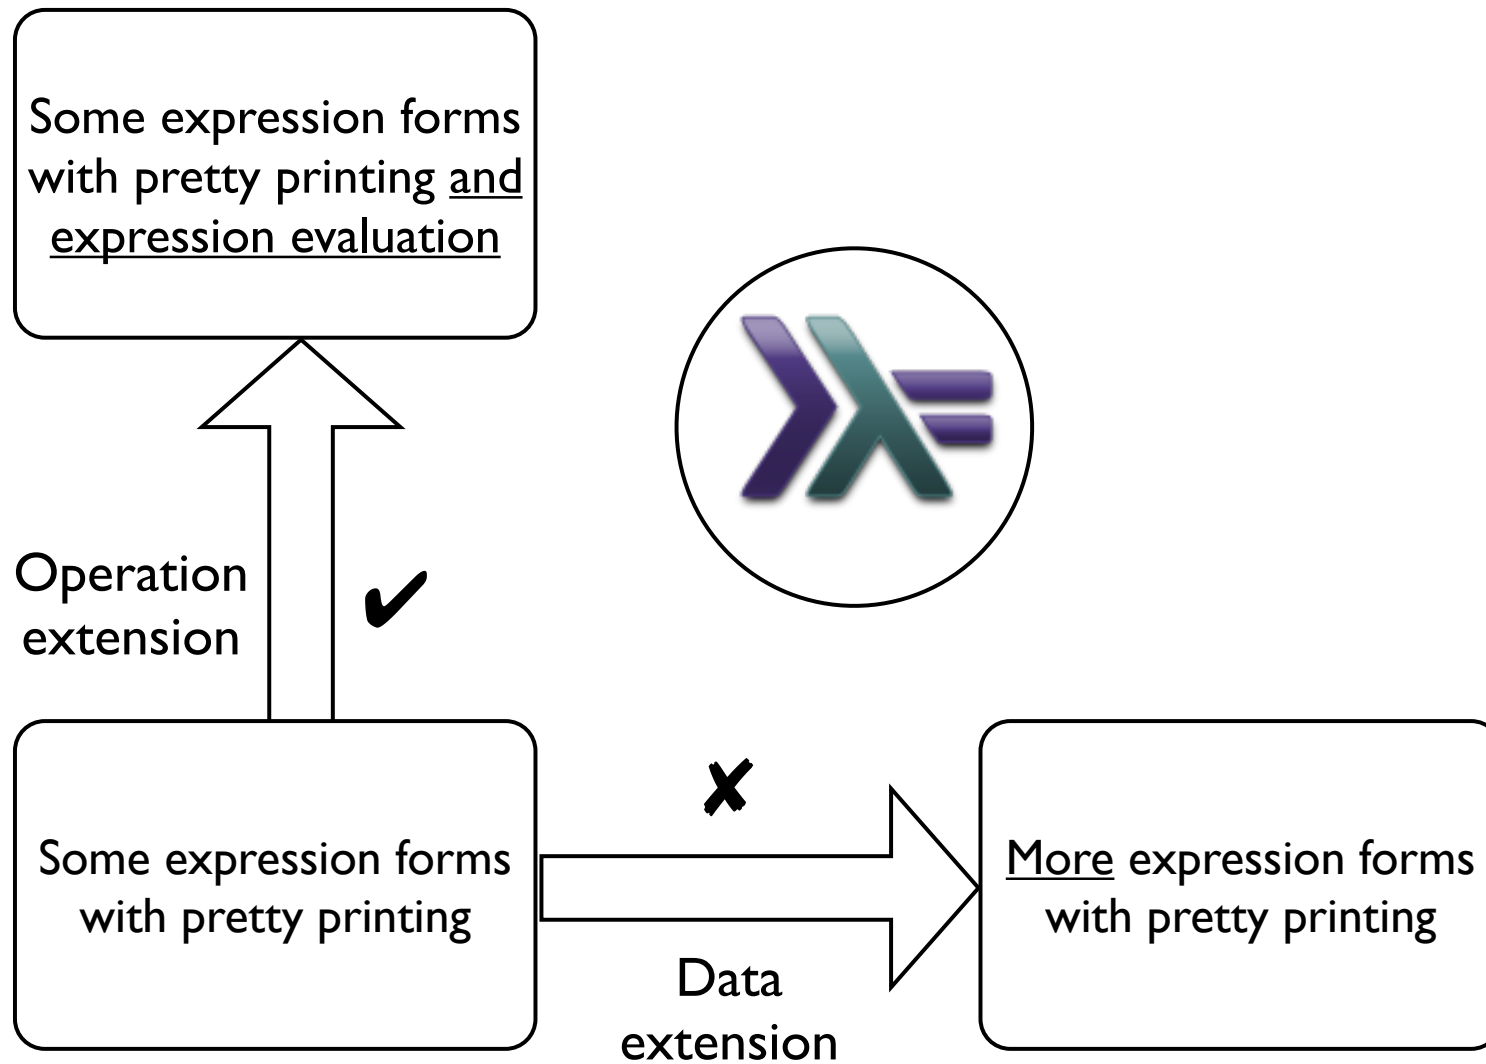 Some expression forms
with pretty printing and
expression evaluation
Operation
extension
✔
Some expression forms
with pretty printing
✘
Data
extension
More expression forms
with pretty printing